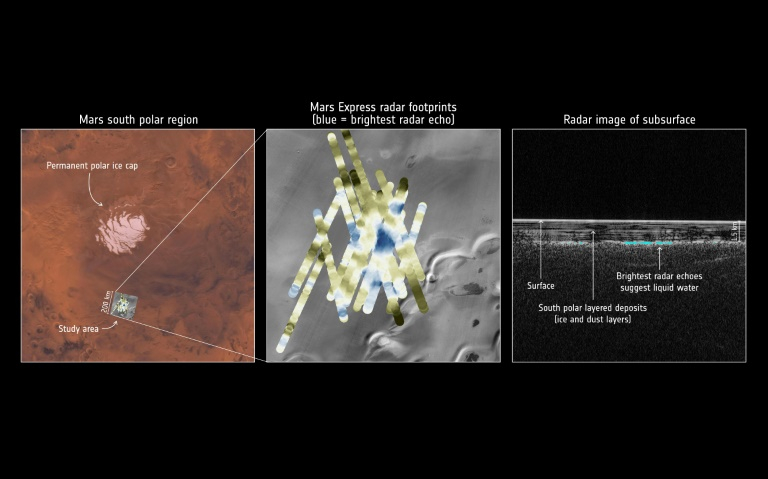 Mars south polar region
Permanent polar ice cap
200 km
Study area
Mars Express radar footprints
(blue = brightest radar echo)
Radar image of subsurface
1.5 km
Surface
Brightest radar echoes
suggest liquid water
South polar layered deposits
(ice and dust layers)